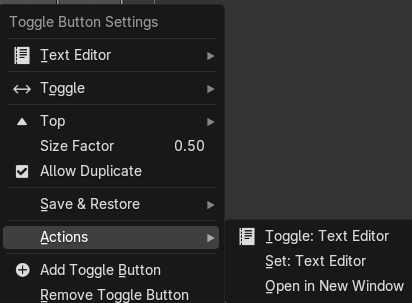 Toggle Button Settings
Text Editor
Toggle
Top
Size Factor 0.50
Allow Duplicate
Save & Restore
Actions
Add Toggle Button
Remove Toggle Button
Toggle: Text Editor
Set: Text Editor
Open in New Window